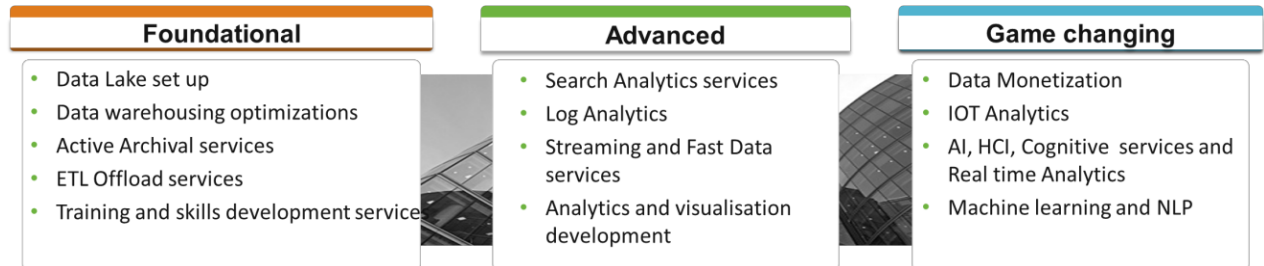 Foundational
Data Lake set up
Data warehousing optimizations
Active Archival services
ETL Offload services
Training and skills development services
Advanced
Search Analytics services
Log Analytics
Streaming and Fast Data
services
Analytics and visualisation
development
Game changing
Data Monetization
IOT Analytics
AI, HCI, Cognitive services and
Real time Analytics
Machine learning and NLP